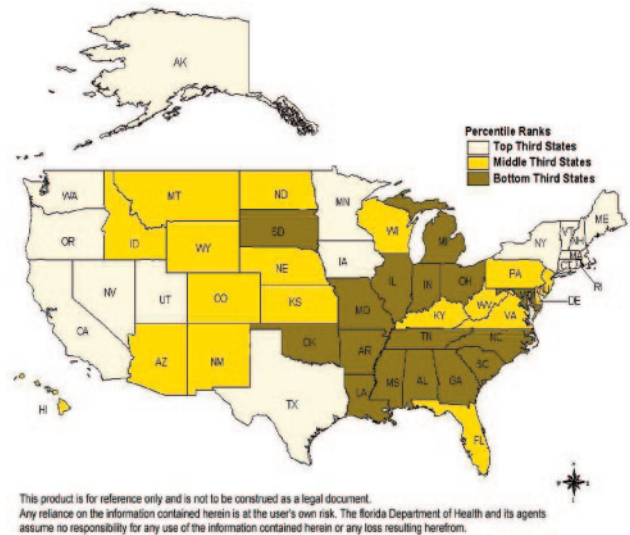 AK
Percentile Ranks
Top Third States
Middle Third States
Bottom Third States
WA
MT
ND
MN
ME
VT
NH
OR
ID
WY
SD
WI
MI
NY
MA
CT
RI
NV
UT
CO
NE
IA
IL
IN
OH
PA
DE
CA
KS
MO
KY
WV
VA
AZ
NM
OK
AR
TN
NC
SC
TX
LA
MS
AL
GA
HI
FL
This product is for reference only and is not to be construed as a legal document.
Any reliance on the information contained herein is at the user's own risk. The florida Department of Health and its agents
assume no responsibility for any use of the information contained herein or any loss resulting herefrom.